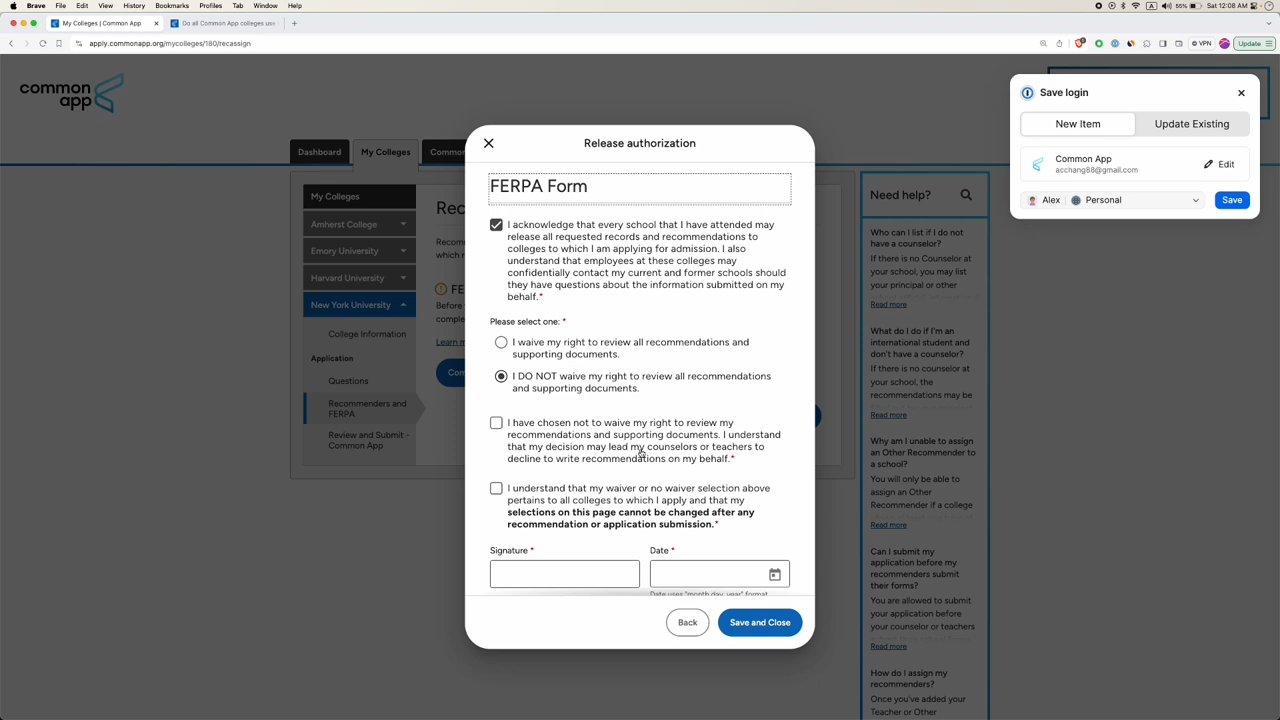 Brave File Edit View History Bookmarks Profiles Tab Window Help
A 55% Sat 12:08 AM
My Colleges | Common App
Do all Common App colleges use
apply.commonapp.org/mycolleges/180/recassign
VPN
Update
common
app
Dashboard
My Colleges
Common
My Colleges
Amherst College
Emory University
Harvard University
New York University
College Information
Application
Questions
Recommenders and
FERPA
Review and Submit -
Common App
Rec
Recom
which r
FE
Before
Learn m
Com
Release authorization
FERPA Form
I acknowledge that every school that I have attended may
release all requested records and recommendations to
colleges to which I am applying for admission. I also
understand that employees at these colleges may
confidentially contact my current and former schools should
they have questions about the information submitted on my
behalf.*
Please select one: *
I waive my right to review all recommendations and
supporting documents.
I DO NOT waive my right to review all recommendations
and supporting documents.
I have chosen not to waive my right to review my
recommendations and supporting documents. I understand
that my decision may lead my counselors or teachers to
decline to write recommendations on my behalf.*
I understand that my waiver or no waiver selection above
pertains to all colleges to which I apply and that my
selections on this page cannot be changed after any
recommendation or application submission.*
Signature *
Date *
Date uses "month day, year" format
Back
Save and Close
Need help?
Who can I list if I do not
have a counselor?
If there is no Counselor at
your school, you may list
your principal or other
Read more
What do I do if I'm an
international student and
don't have a counselor?
If there is no counselor at
your school, the
recommendations may be
Read more
Why am I unable to assign
an Other Recommender to
a school?
You will only be able to
assign an Other
Recommender if a college
Read more
Can I submit my
application before my
recommenders submit
their forms?
You are allowed to submit
your application before
your counselor or teachers
Read more
How do I assign my
recommenders?
Once you've added your
Teacher or Other
Save login
New Item
Update Existing
Common App
acchang88@gmail.com
Edit
Alex
Personal
Save